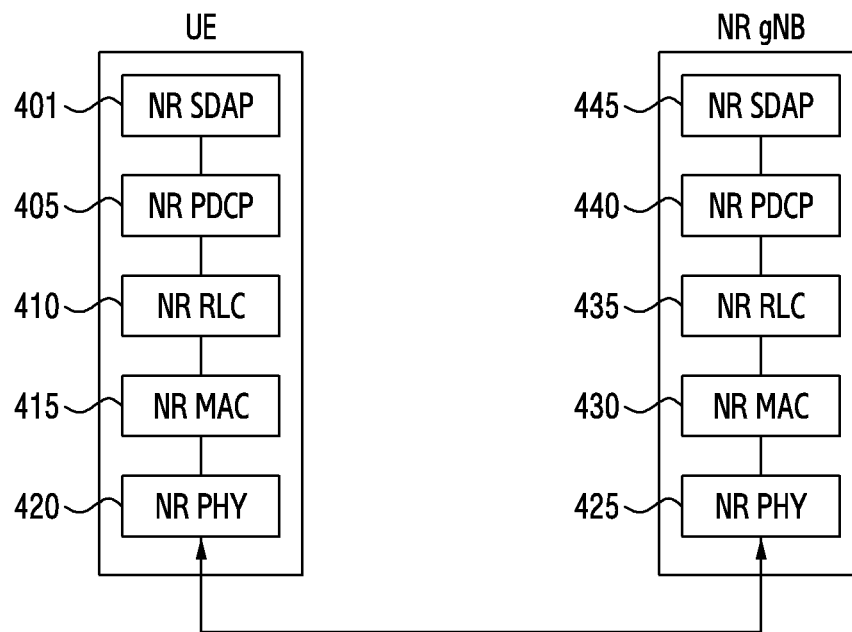 UE
NR gNB
401 NR SDAP
445 NR SDAP
405 NR PDCP
440 NR PDCP
410 NR RLC
435 NR RLC
415 NR MAC
430 NR MAC
420 NR PHY
425 NR PHY